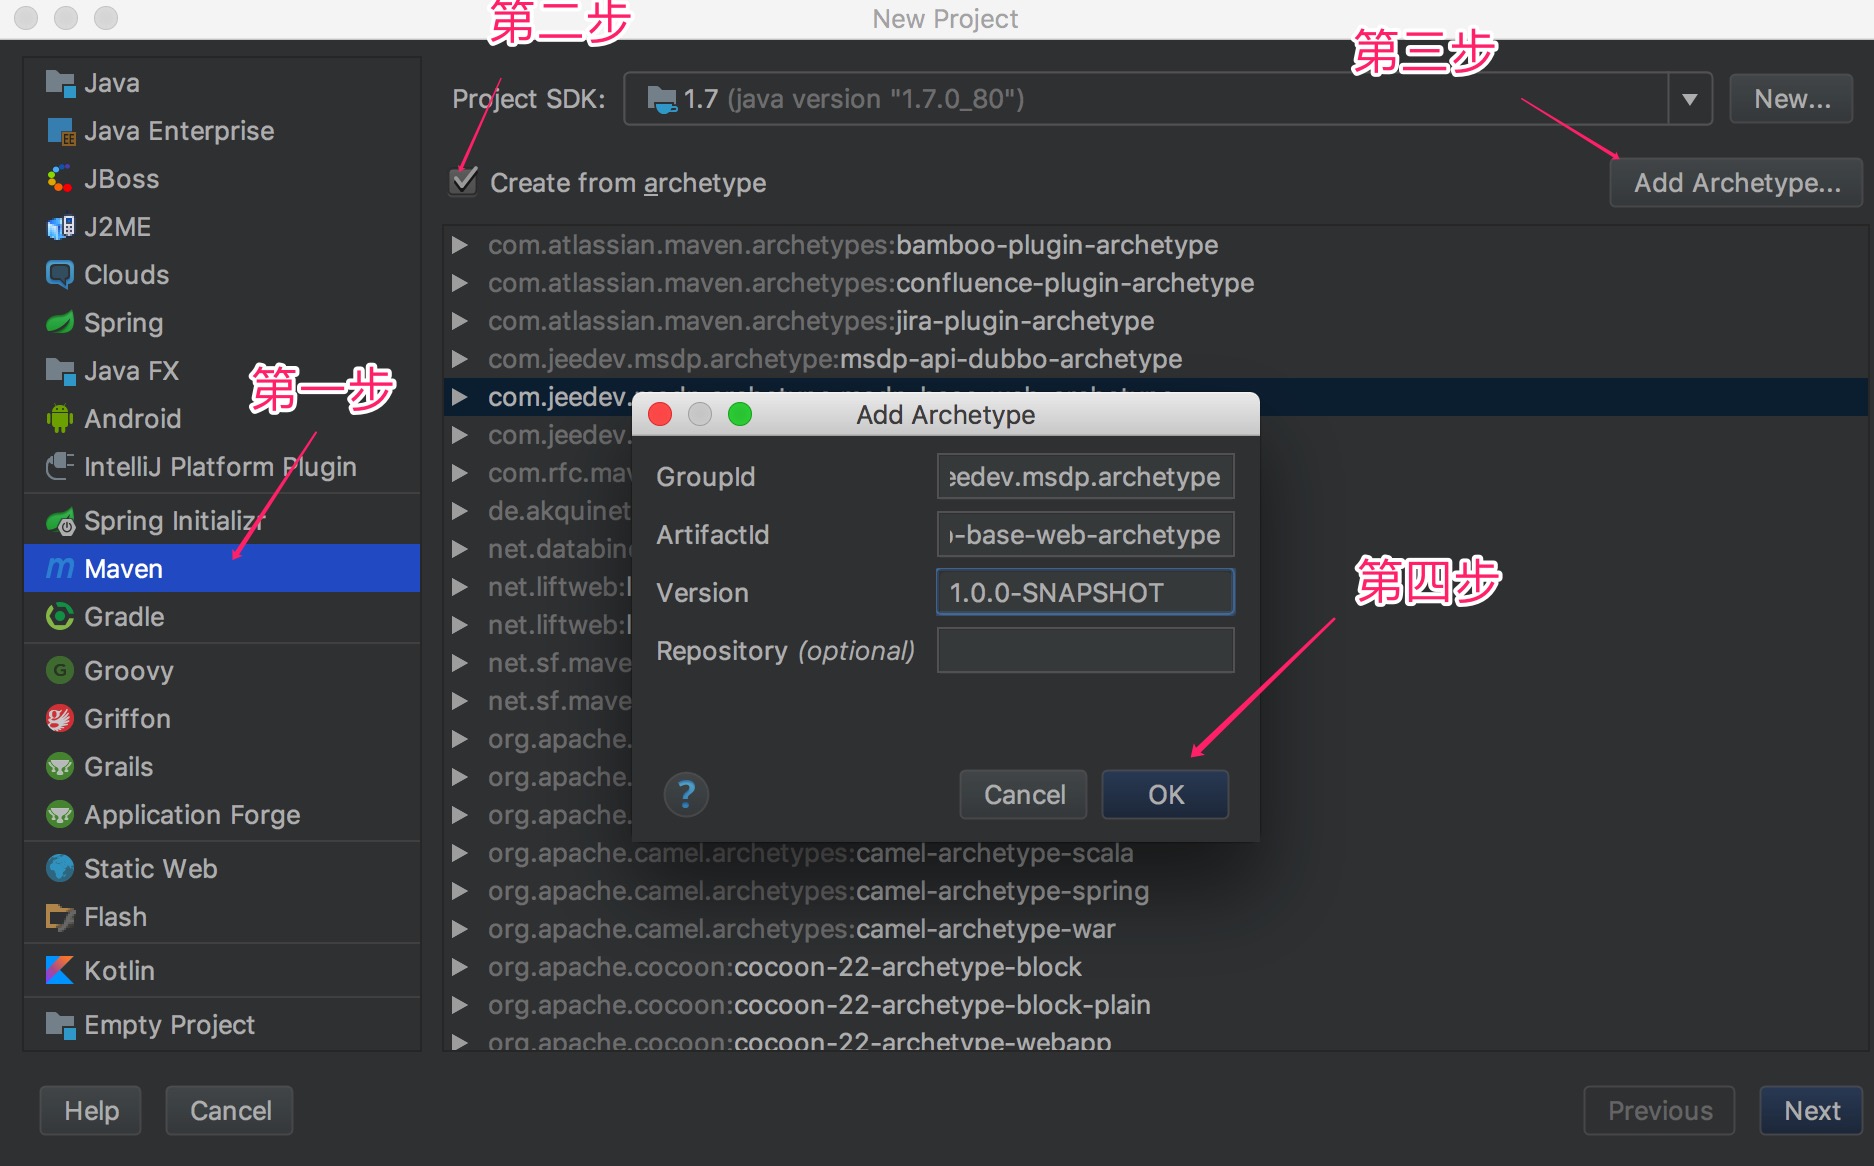 New Project
第二步
第三步
Java
Java Enterprise
JBoss
J2ME
Clouds
Spring
Java FX
Android
IntelliJ Platform Plugin
Spring Initializr
Maven
Gradle
Groovy
Griffon
Grails
Application Forge
Static Web
Flash
Kotlin
Empty Project
第一步
Project SDK:
1.7 (java version "1.7.0_80")
New...
Create from archetype
Add Archetype...
com.atlassian.maven.archetypes:bamboo-plugin-archetype
com.atlassian.maven.archetypes:confluence-plugin-archetype
com.atlassian.maven.archetypes:jira-plugin-archetype
com.jeedev.msdp.archetype:msdp-api-dubbo-archetype
com.jeedev.
com.jeedev.
com.rfc.
de.akquinet
net.
net.liftweb:
net.liftweb:
net.sf.mave
net.sf.mave
org.apache.
org.apache.
org.apache.
org.apache.camel.archetypes:camel-archetype-scala
org.apache.camel.archetypes:camel-archetype-spring
org.apache.camel.archetypes:camel-archetype-war
org.apache.cocoon:cocoon-22-archetype-block
org.apache.cocoon:cocoon-22-archetype-block-plain
org.apache.cocoon:cocoon-22-archetype-webapp
Add Archetype
GroupId
eedev.msdp.archetype
ArtifactId
-base-web-archetype
Version
1.0.0-SNAPSHOT
Repository (optional)
第四步
?
Cancel
OK
Help
Cancel
Previous
Next